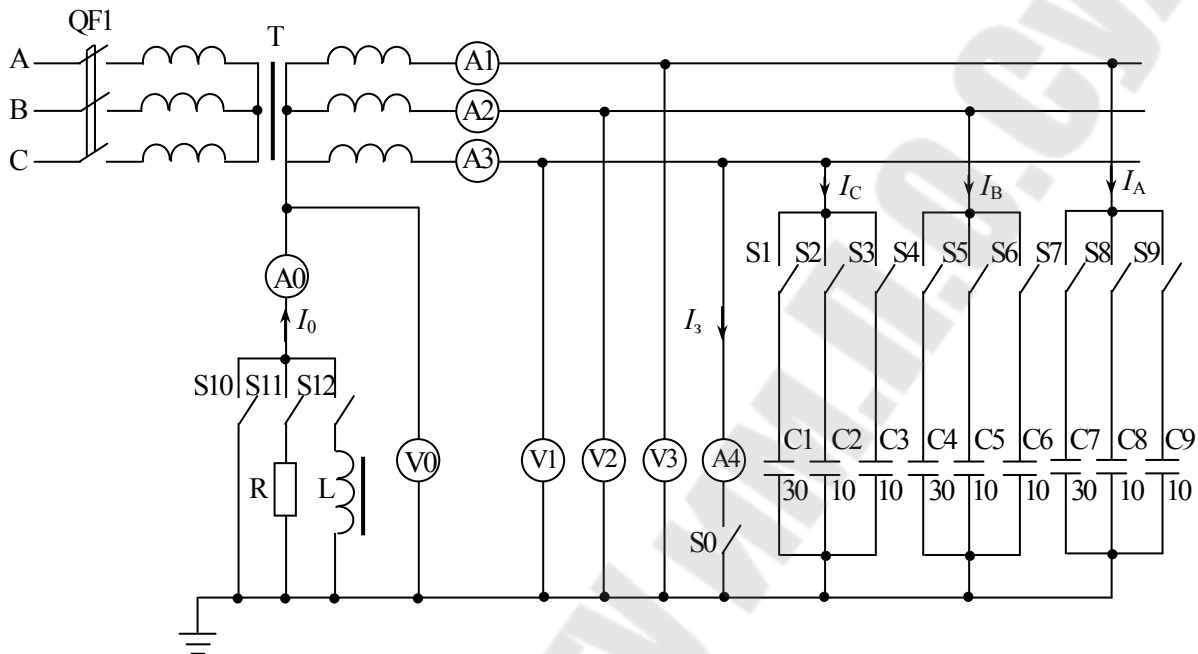 QF1
T
A
A1
B
A2
C
A3
I_C
I_B
I_A
S1
S2
S3
S4
S5
S6
S7
S8
S9
A0
I_0
I_з
S10
S11
S12
C1
C2
C3
C4
C5
C6
C7
C8
C9
V0
V1
V2
V3
A4
R
L
30
10
10
30
10
10
30
10
10
S0